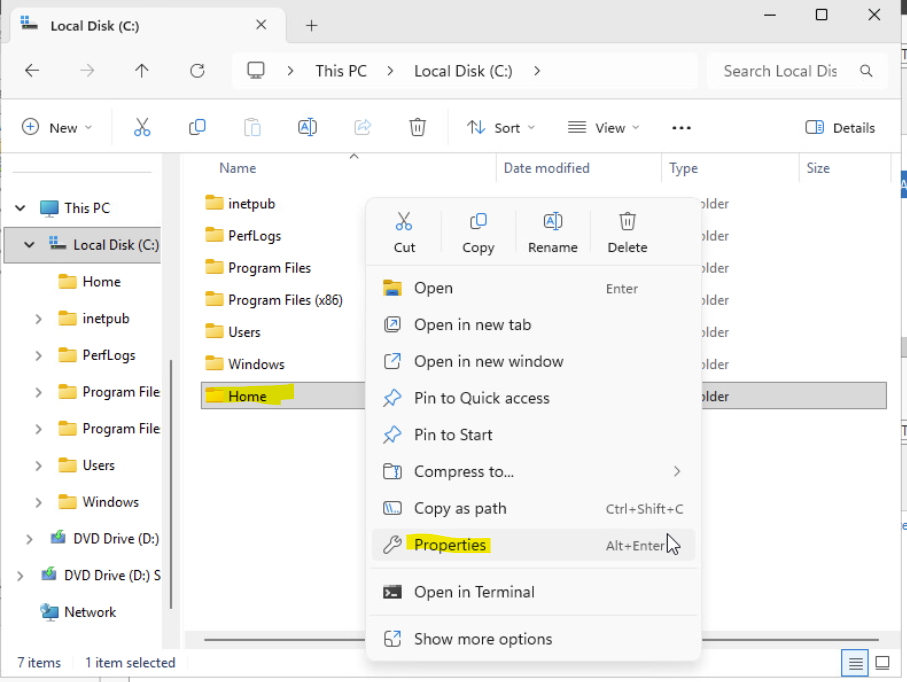 Local Disk (C:)
This PC > Local Disk (C:) >
Search Local Dis
New
Sort
View
Details
Name Date modified Type Size
This PC
Local Disk (C:)
Home
inetpub
PerfLogs
Program File
Program File
Users
Windows
DVD Drive (D:)
DVD Drive (D:) S
Network
inetpub
PerfLogs
Program Files
Program Files (x86)
Users
Windows
Home
older
older
older
older
older
older
older
Cut Copy Rename Delete
Open Enter
Open in new tab
Open in new window
Pin to Quick access
Pin to Start
Compress to...
Copy as path Ctrl+Shift+C
Properties Alt+Enter
Open in Terminal
Show more options
7 items 1 item selected